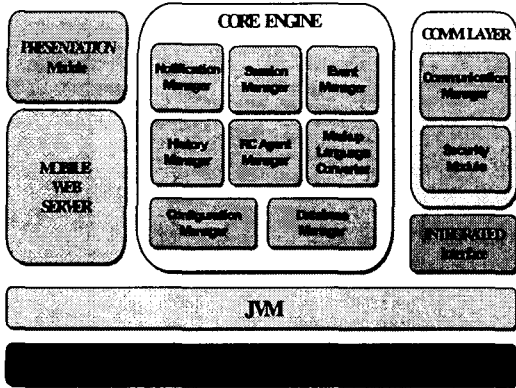 PRESENTATION
Module
MOBILE
WEB
SERVER
CORE ENGINE
Notification
Manager
Session
Manager
Event
Manager
History
Manager
RC Agent
Manager
Markup
Language
Converter
Configuration
Manager
Database
Manager
COMM LAYER
Communication
Manager
Security
Module
INTEGRATED
Interface
JVM